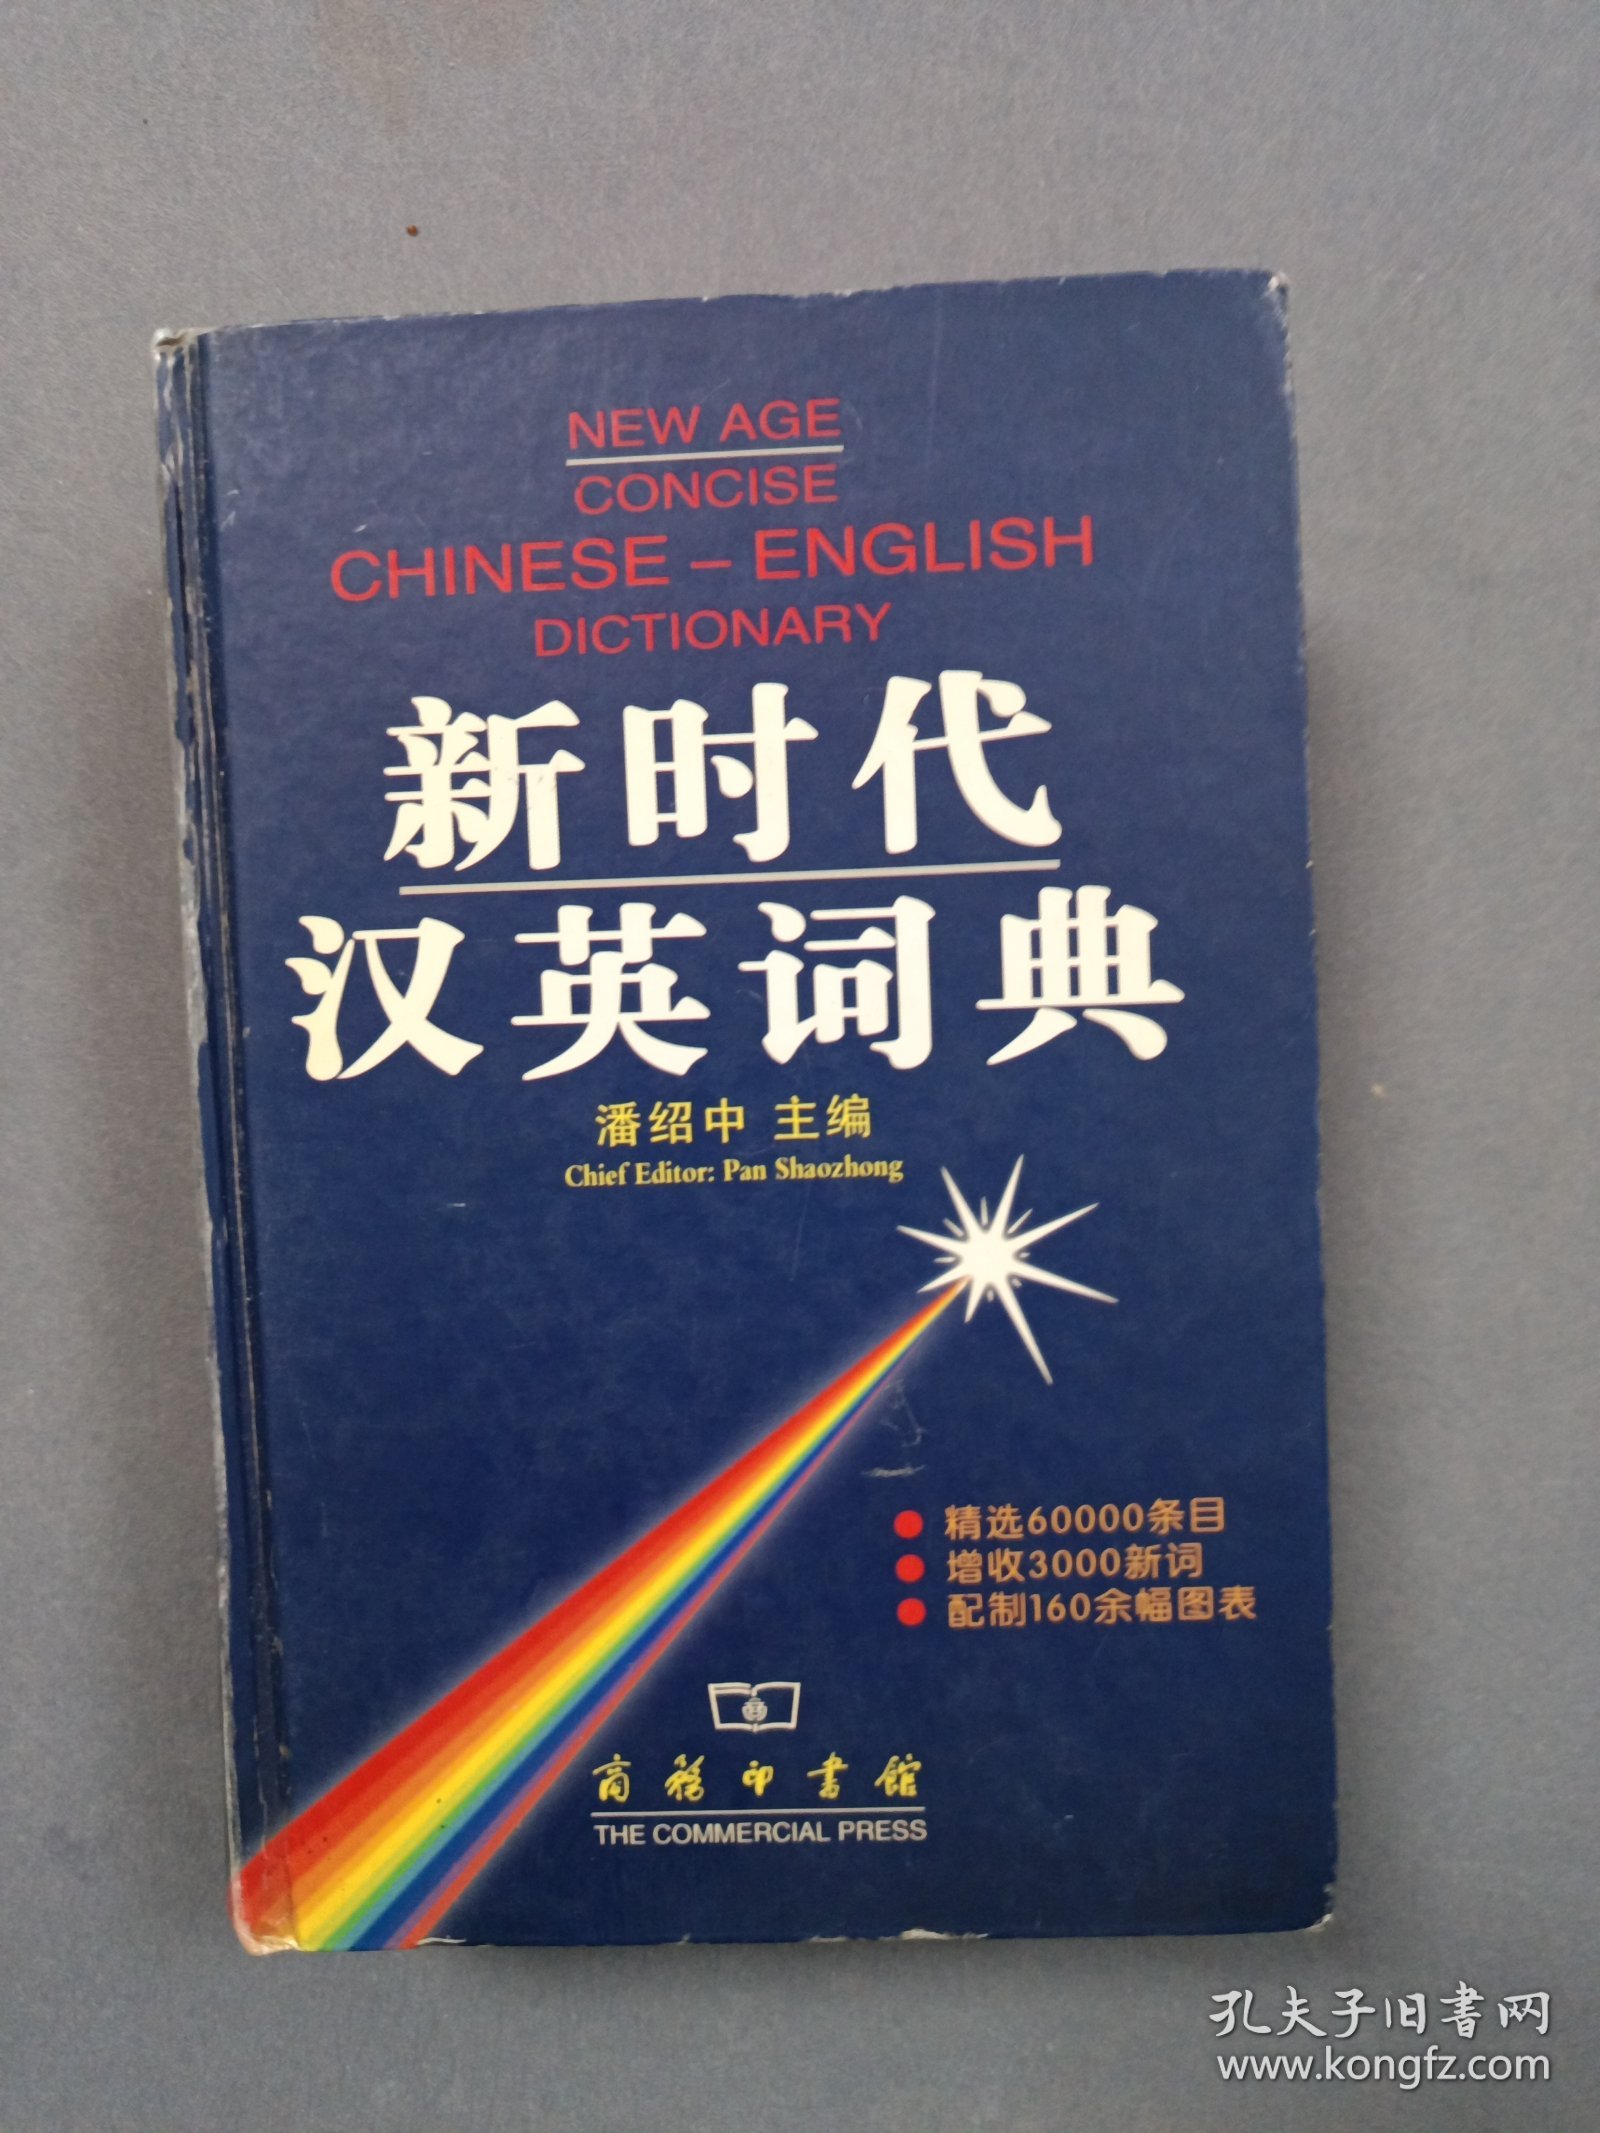 NEW AGE
CONCISE
CHINESE – ENGLISH
DICTIONARY
新时代
汉英词典
潘绍中 主编
Chief Editor: Pan Shaozhong
精选60000条目
增收3000新词
配制160余幅图表
商務印書館
THE COMMERCIAL PRESS
孔夫子旧书网
www.kongfz.com